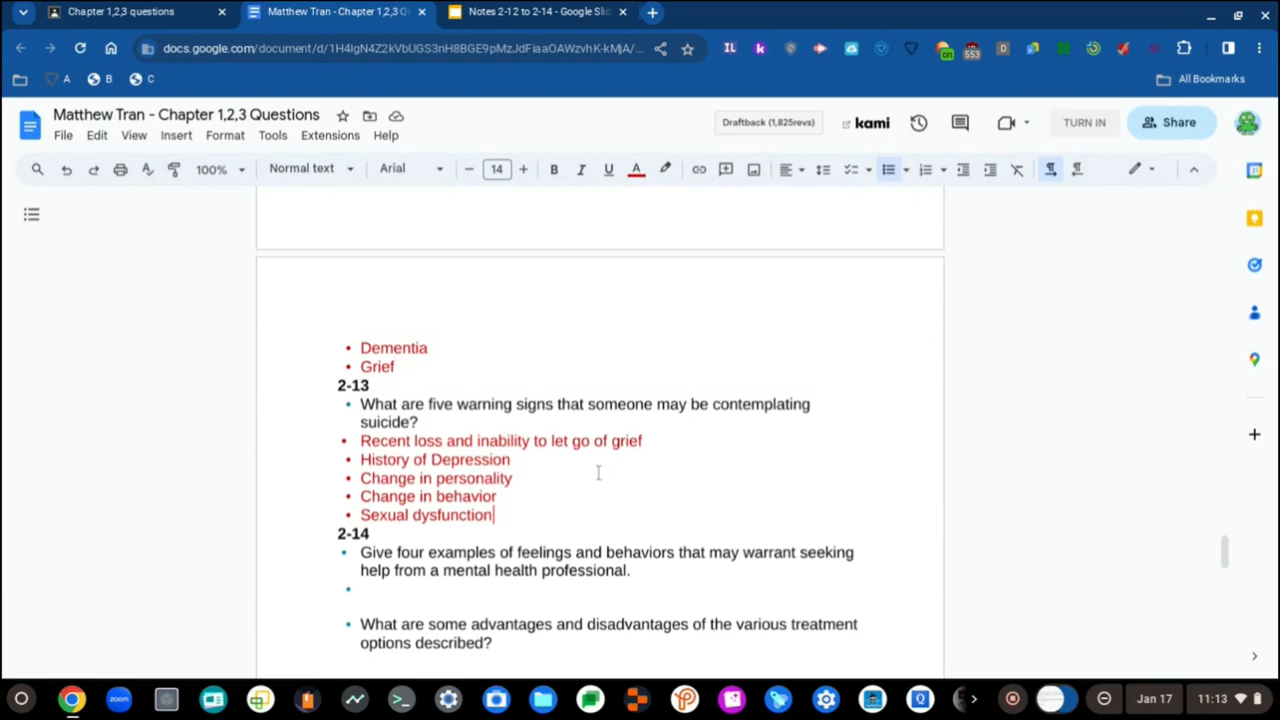 Chapter 1,2,3 questions
Matthew Tran - Chapter 1,2,3 Q
Notes 2-12 to 2-14 - Google Slid
docs.google.com/document/d/1H4lgN4Z2kVbUGS3nH8BGE9pMzJdFiaaOAWzvhK-kMjA/...
IL
k
on
553
D
A
B
C
All Bookmarks
Matthew Tran - Chapter 1,2,3 Questions
File Edit View Insert Format Tools Extensions Help
Draftback (1,825revs)
kami
TURN IN
Share
100%
Normal text
Arial
14
B I U A
• Dementia
• Grief
2-13
• What are five warning signs that someone may be contemplating
suicide?
• Recent loss and inability to let go of grief
• History of Depression
• Change in personality
• Change in behavior
• Sexual dysfunction
2-14
• Give four examples of feelings and behaviors that may warrant seeking
help from a mental health professional.
•
• What are some advantages and disadvantages of the various treatment
options described?
zoom
Q
Jan 17
11:13